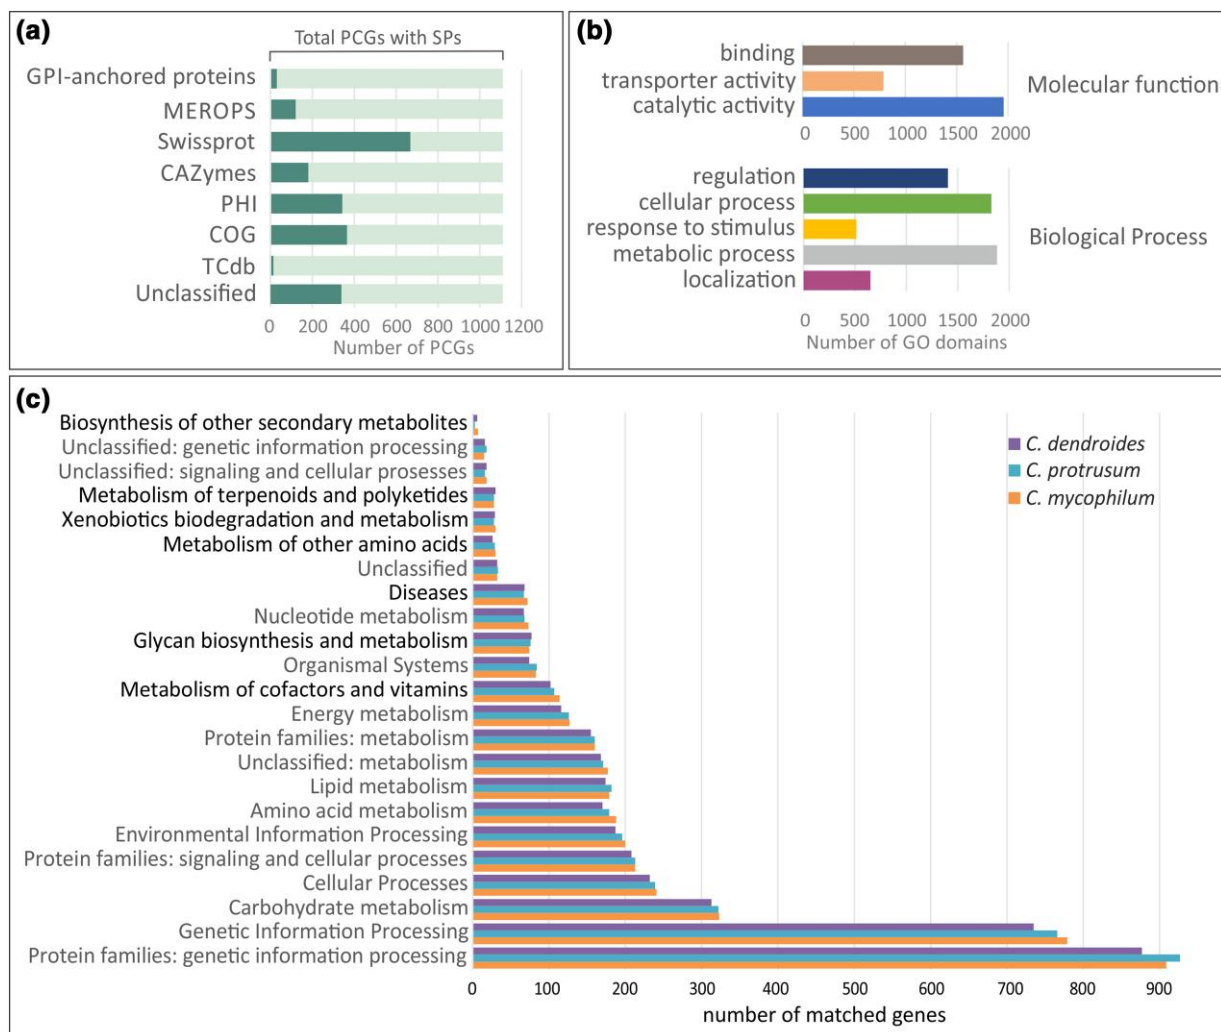 (a)
Total PCGs with SPs
GPI-anchored proteins
MEROPS
Swissprot
CAZymes
PHI
COG
TCdb
Unclassified
0 200 400 600 800 1000 1200
Number of PCGs
(b)
binding
transporter activity
catalytic activity
Molecular function
0 500 1000 1500 2000
regulation
cellular process
response to stimulus
metabolic process
localization
Biological Process
0 500 1000 1500 2000
Number of GO domains
(c)
Biosynthesis of other secondary metabolites
Unclassified: genetic information processing
Unclassified: signaling and cellular prosesses
Metabolism of terpenoids and polyketides
Xenobiotics biodegradation and metabolism
Metabolism of other amino acids
Unclassified
Diseases
Nucleotide metabolism
Glycan biosynthesis and metabolism
Organismal Systems
Metabolism of cofactors and vitamins
Energy metabolism
Protein families: metabolism
Unclassified: metabolism
Lipid metabolism
Amino acid metabolism
Environmental Information Processing
Protein families: signaling and cellular processes
Cellular Processes
Carbohydrate metabolism
Genetic Information Processing
Protein families: genetic information processing
C. dendroides
C. protrusum
C. mycophilum
0 100 200 300 400 500 600 700 800 900
number of matched genes